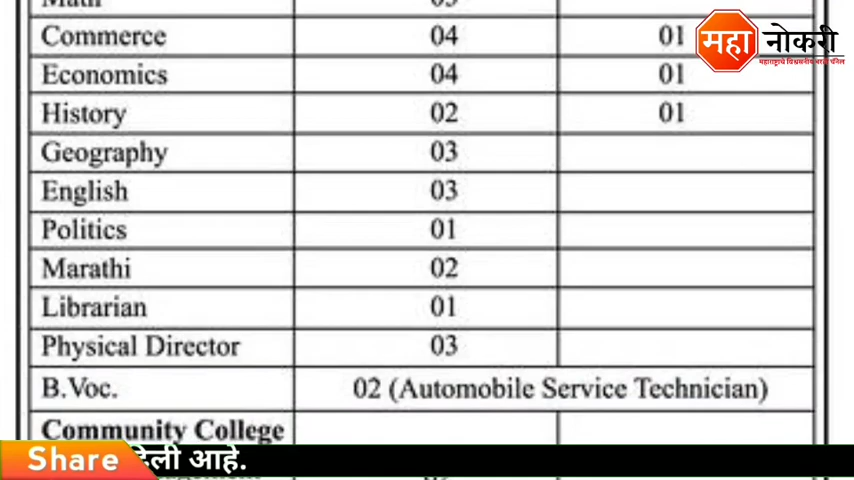 Commerce 04 01
Economics 04 01
History 02 01
Geography 03
English 03
Politics 01
Marathi 02
Librarian 01
Physical Director 03
B.Voc. 02 (Automobile Service Technician)
Community College
महा नोकरी
Share
आहे.